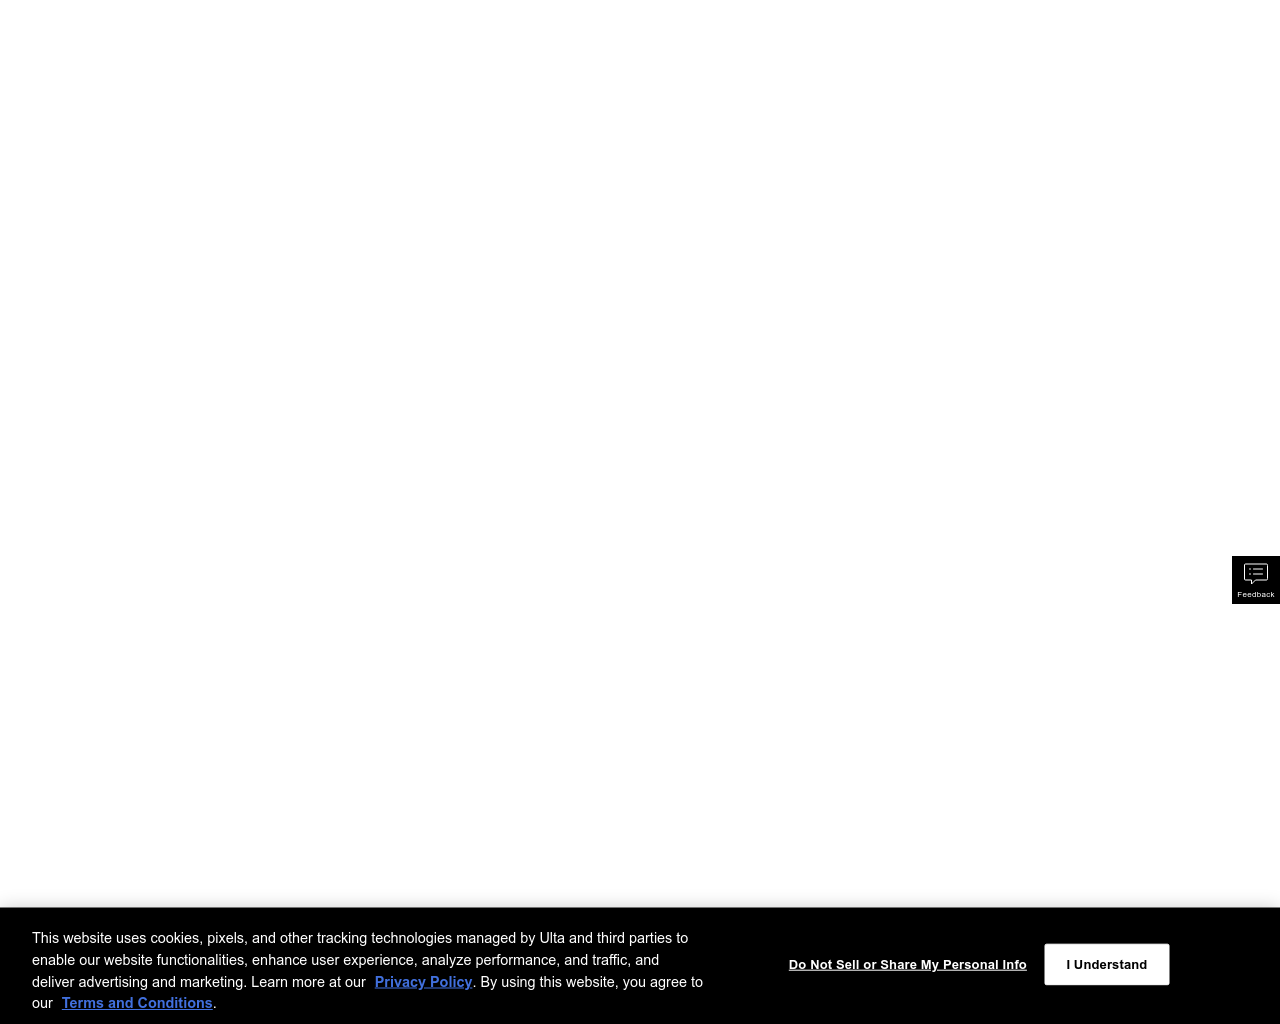 Feedback
This website uses cookies, pixels, and other tracking technologies managed by Ulta and third parties to
enable our website functionalities, enhance user experience, analyze performance, and traffic, and
deliver advertising and marketing. Learn more at our Privacy Policy. By using this website, you agree to
our Terms and Conditions.
Do Not Sell or Share My Personal Info
I Understand